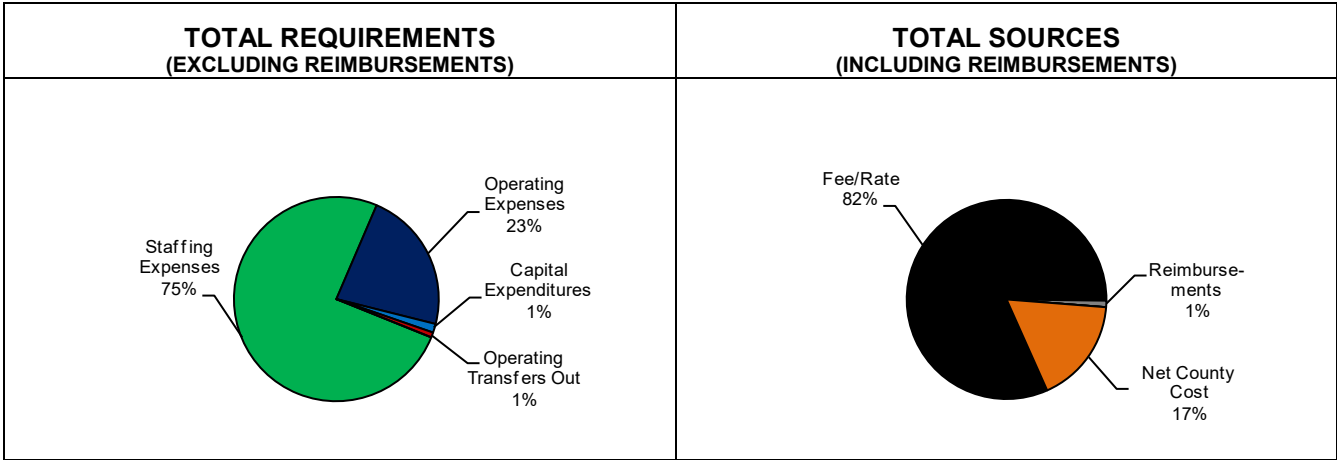 TOTAL REQUIREMENTS
(EXCLUDING REIMBURSEMENTS)
Operating
Expenses
23%
Staffing
Expenses
75%
Capital
Expenditures
1%
Operating
Transfers Out
1%
TOTAL SOURCES
(INCLUDING REIMBURSEMENTS)
Fee/Rate
82%
Reimburse-
ments
1%
Net County
Cost
17%